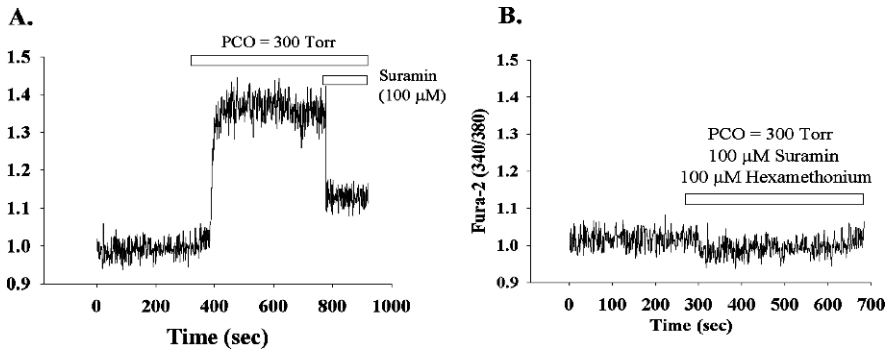 A.
PCO = 300 Torr
Suramin
(100 µM)
1.5
1.4
1.3
1.2
1.1
1.0
0.9
0 200 400 600 800 1000
Time (sec)
B.
Fura-2 (340/380)
PCO = 300 Torr
100 µM Suramin
100 µM Hexamethonium
1.5
1.4
1.3
1.2
1.1
1.0
0.9
0 100 200 300 400 500 600 700
Time (sec)